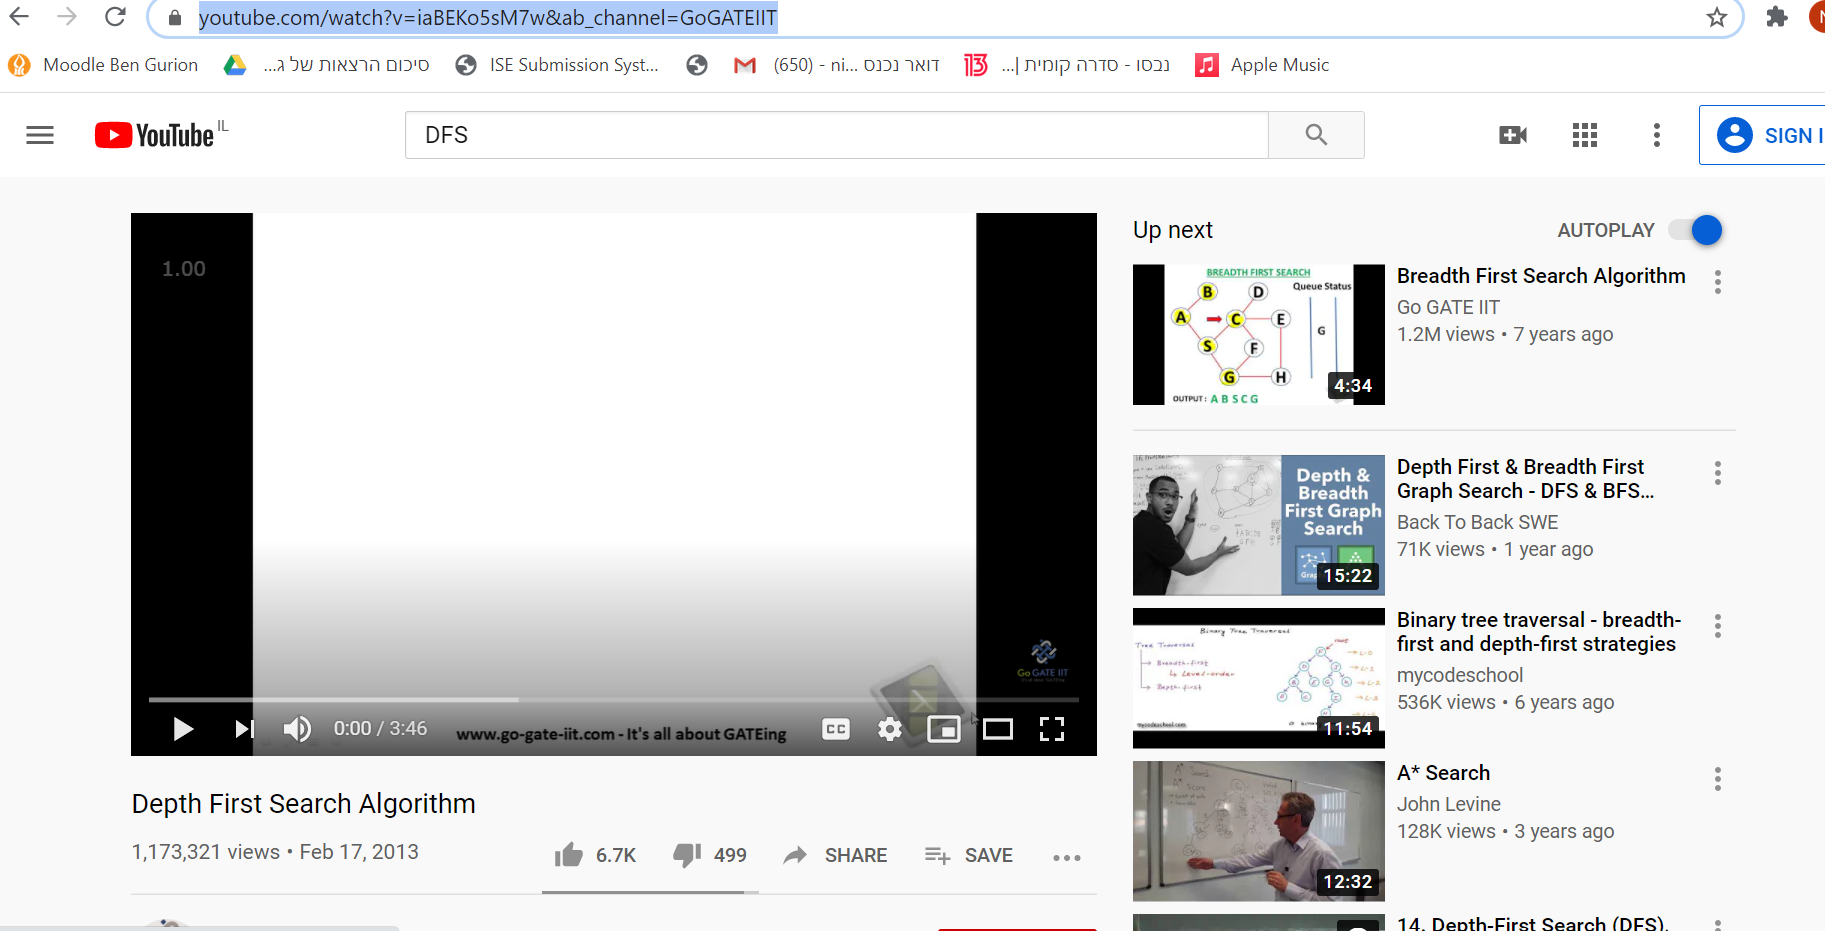 youtube.com/watch?v=iaBEKo5sM7w&ab_channel=GoGATEIIT
Moodle Ben Gurion
סיכום הרצאות של ג...
ISE Submission Syst...
דואר נכנס - ni... (650)
נבסו - סדרה קומית |...
Apple Music
YouTube IL
DFS
SIGN I
1.00
Go GATE IIT
0:00 / 3:46
www.go-gate-iit.com - It's all about GATEing
CC
Depth First Search Algorithm
1,173,321 views • Feb 17, 2013
6.7K
499
SHARE
SAVE
Up next
AUTOPLAY
BREADTH FIRST SEARCH
Queue Status
B
D
A
C
E
G
S
F
G
H
OUTPUT : A B S C G
4:34
Breadth First Search Algorithm
Go GATE IIT
1.2M views • 7 years ago
Depth &
Breadth
First Graph
Search
15:22
Depth First & Breadth First
Graph Search - DFS & BFS...
Back To Back SWE
71K views • 1 year ago
Binary Tree Traversal
Tree Traversal
Breadth-first
Level-order
Depth-first
mycodeschool.com
11:54
Binary tree traversal - breadth-
first and depth-first strategies
mycodeschool
536K views • 6 years ago
12:32
A* Search
John Levine
128K views • 3 years ago
14. Depth-First Search (DFS),